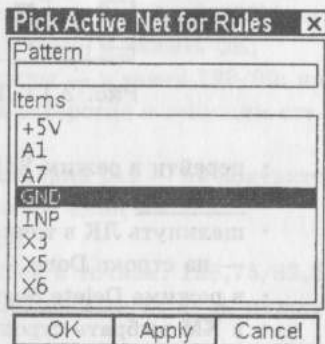 Pick Active Net for Rules
Pattern
Items
+5V
A1
A7
GND
INP
X3
X5
X6
OK Apply Cancel